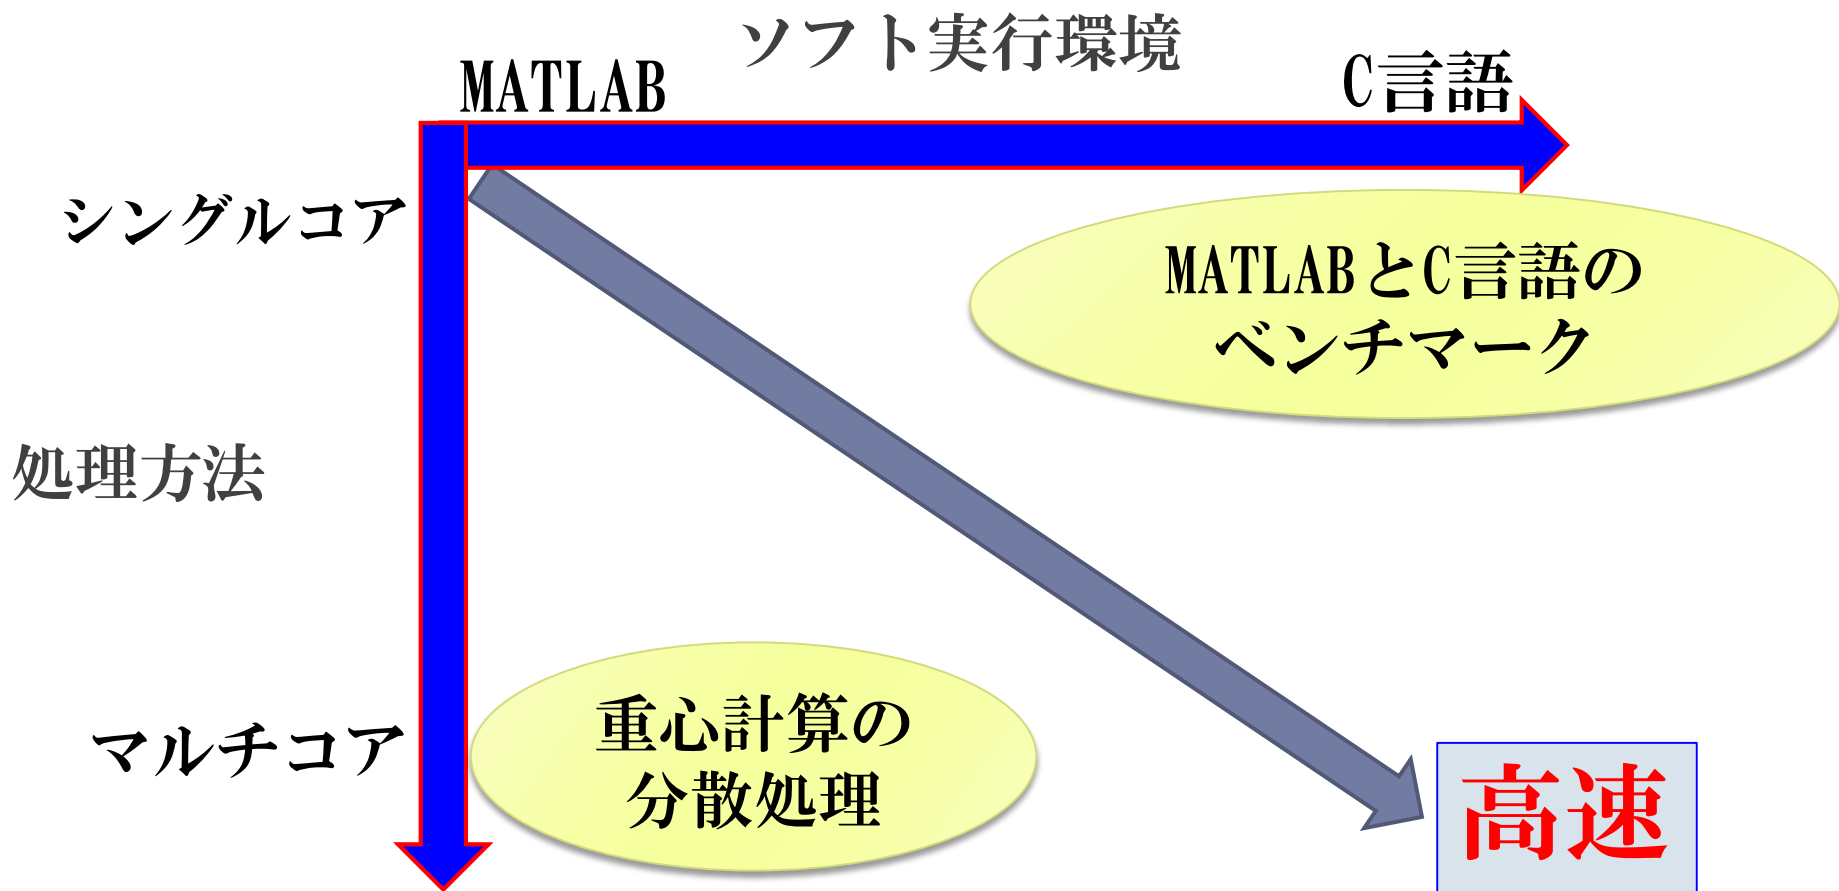 ソフト実行環境
MATLAB
C言語
シングルコア
MATLABとC言語の
ベンチマーク
処理方法
マルチコア
重心計算の
分散処理
高速